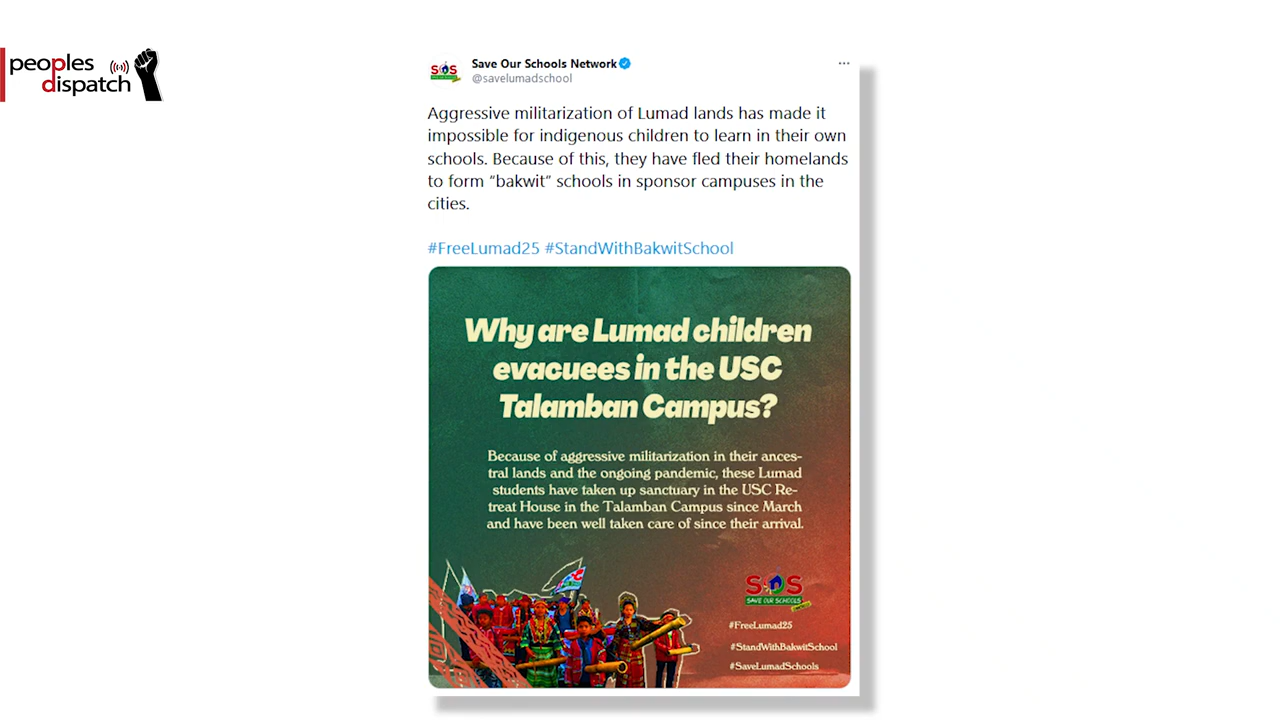 peoples
dispatch
SOS
Save Our Schools Network
@savelumadschool
Aggressive militarization of Lumad lands has made it
impossible for indigenous children to learn in their own
schools. Because of this, they have fled their homelands
to form “bakwit” schools in sponsor campuses in the
cities.
#FreeLumad25 #StandWithBakwitSchool
Why are Lumad children
evacuees in the USC
Talamban Campus?
Because of aggressive militarization in their ances-
tral lands and the ongoing pandemic, these Lumad
students have taken up sanctuary in the USC Re-
treat House in the Talamban Campus since March
and have been well taken care of since their arrival.
SOS
SAVE OUR SCHOOLS
#FreeLumad25
#StandWithBakwitSchool
#SaveLumadSchools